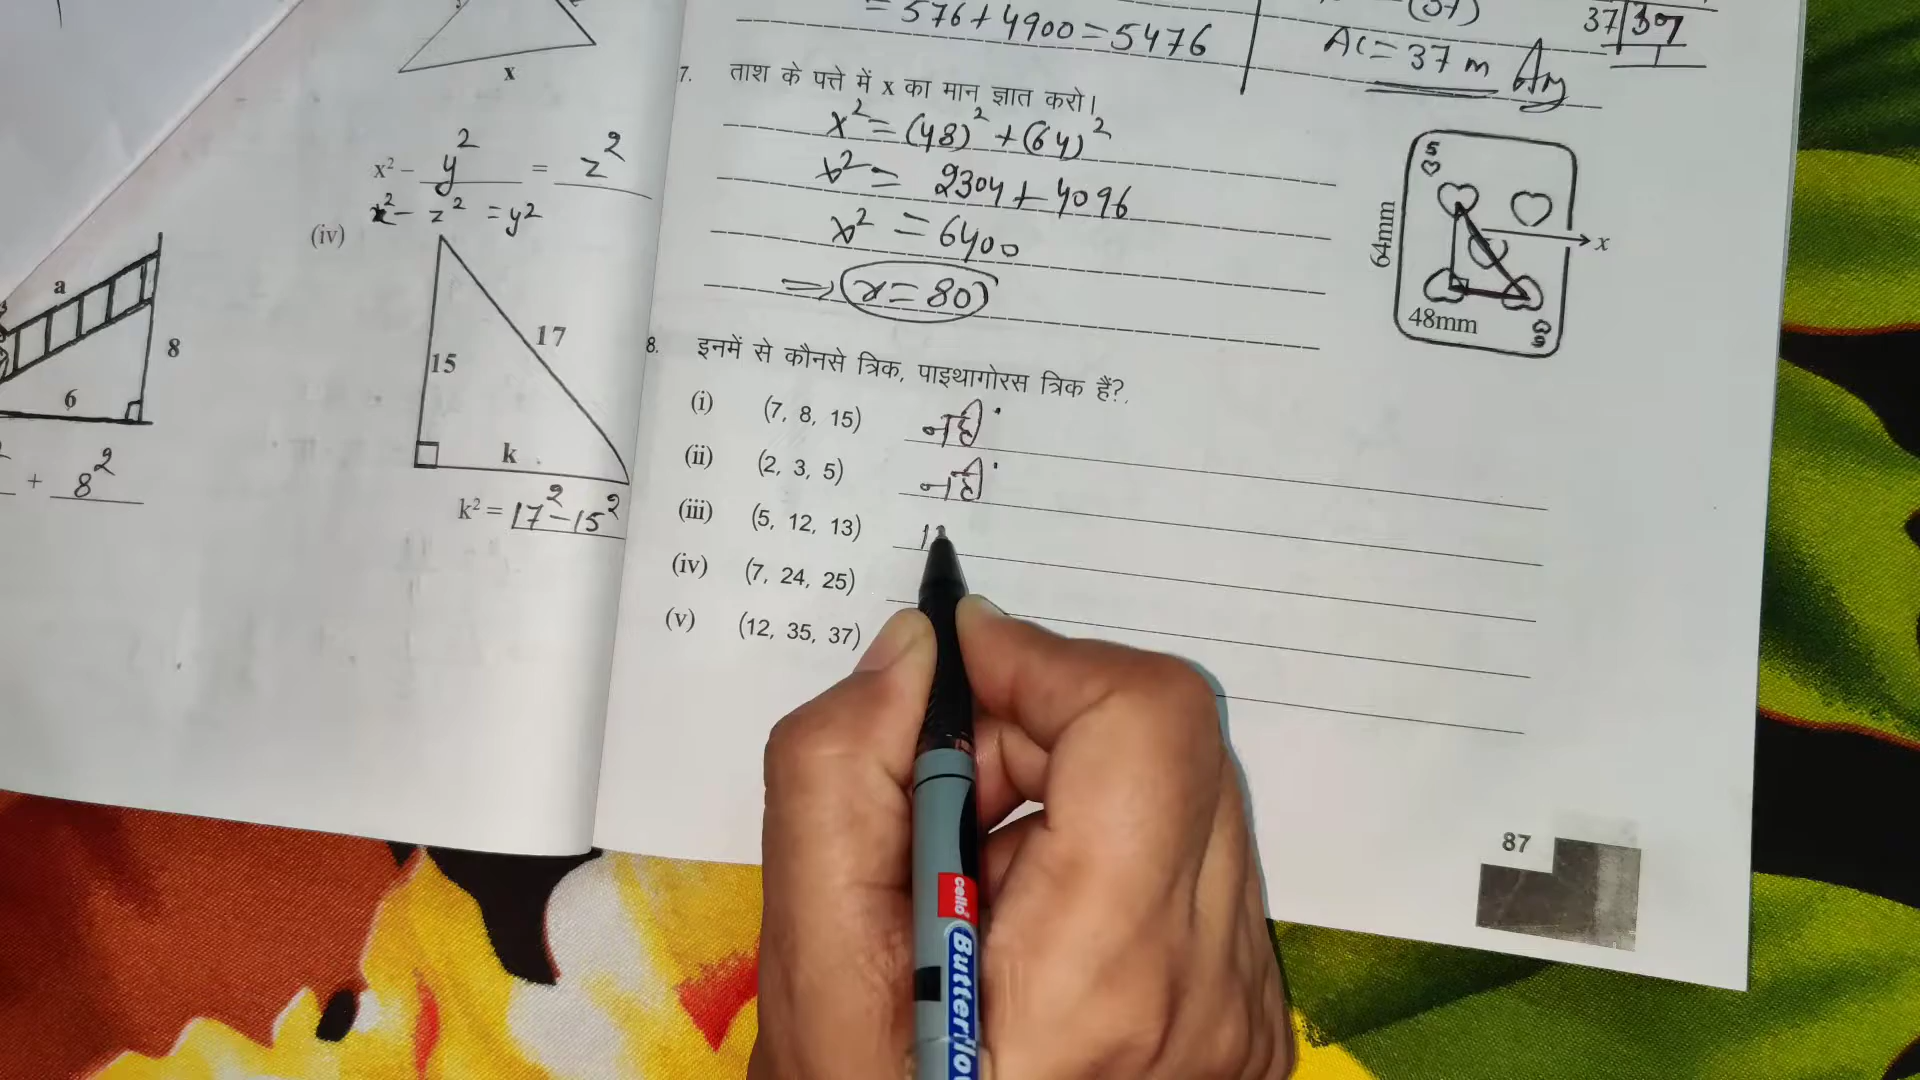 x
x² – y² = z²
x² – z² = y²
(iv)
15
17
k
k² = 17² – 15²
a
8
6
+ 8²
= 576 + 4900 = 5476
AC = 37 m Ans
37 37
1
7. ताश के पत्ते में x का मान ज्ञात करो।
x² = (48)² + (64)²
x² = 2304 + 4096
x² = 6400
⇒ x = 80
5
64mm
x
48mm
5
8. इनमें से कौनसे त्रिक, पाइथागोरस त्रिक हैं?
(i) (7, 8, 15) नहीं
(ii) (2, 3, 5) नहीं
(iii) (5, 12, 13) 1
(iv) (7, 24, 25)
(v) (12, 35, 37)
87
cello
Butterflow